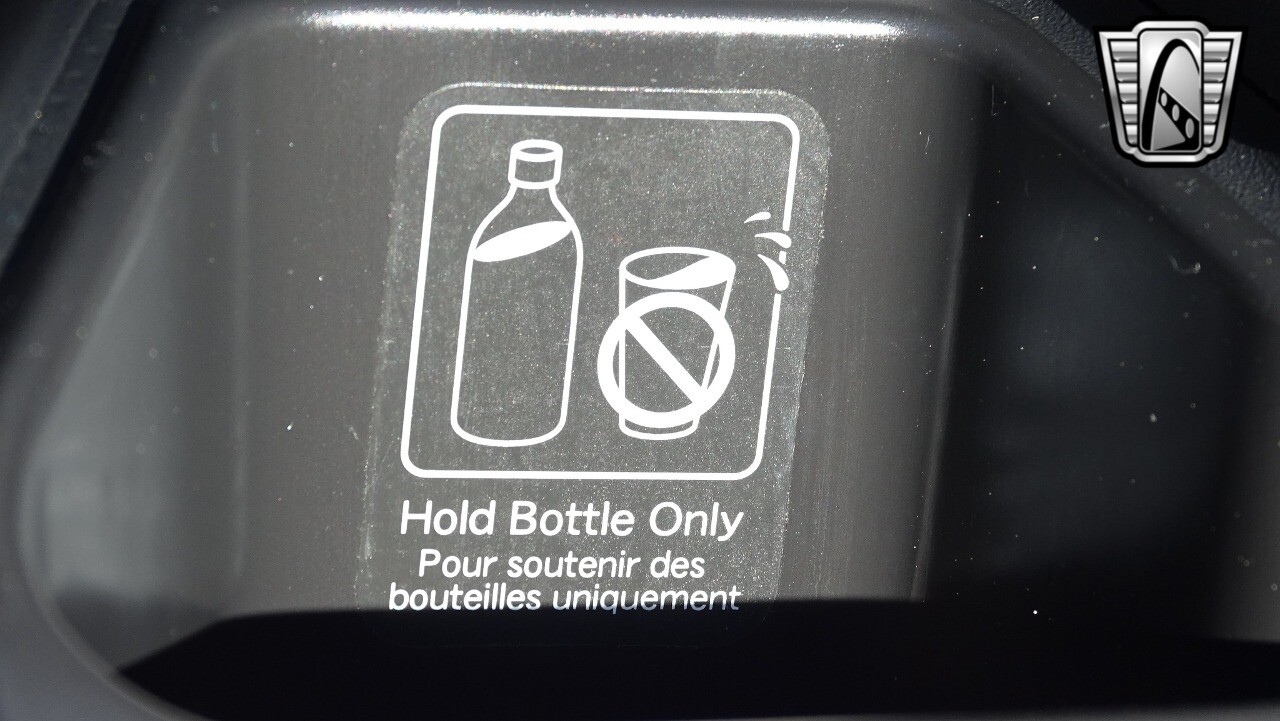 Hold Bottle Only
Pour soutenir des
bouteilles uniquement